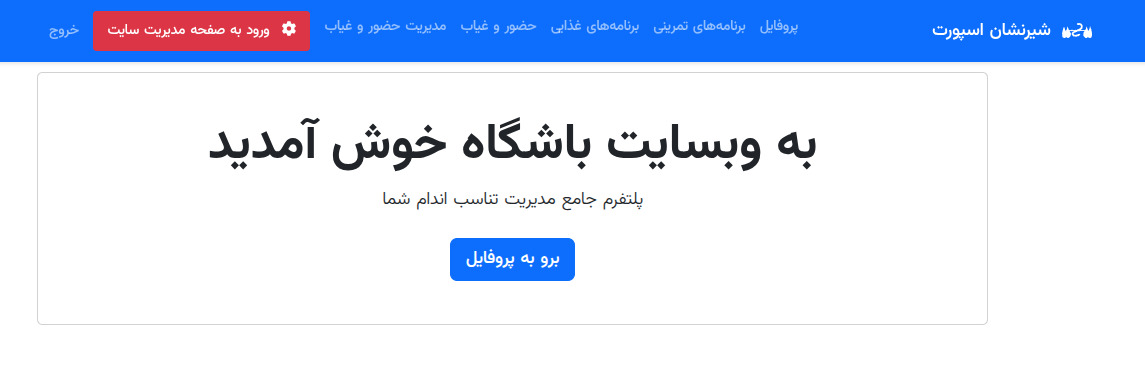 شیرنشان اسپورت
پروفایل برنامه‌های تمرینی برنامه‌های غذایی حضور و غیاب مدیریت حضور و غیاب ورود به صفحه مدیریت سایت خروج
به وبسایت باشگاه خوش آمدید
پلتفرم جامع مدیریت تناسب اندام شما
برو به پروفایل